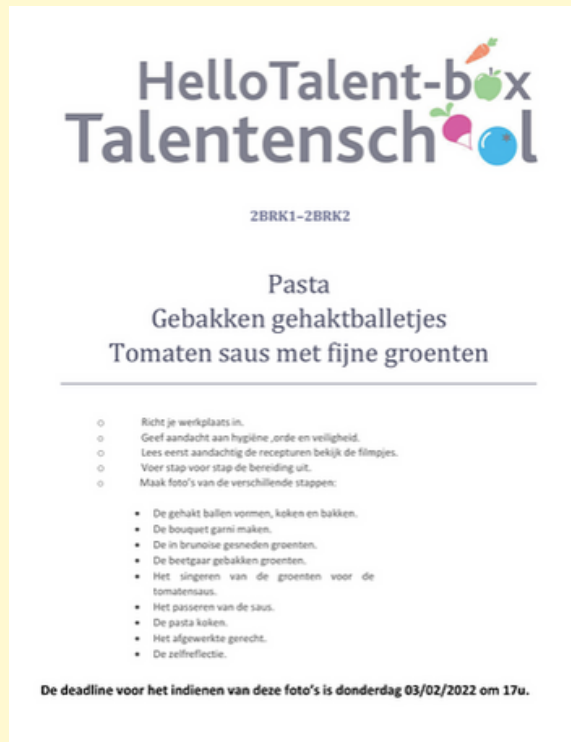 HelloTalent-box
Talentenschool
2BRK1–2BRK2
Pasta
Gebakken gehaktballetjes
Tomaten saus met fijne groenten
o Richt je werkplaats in.
o Geef aandacht aan hygiëne ,orde en veiligheid.
o Lees eerst aandachtig de recepturen bekijk de filmpjes.
o Voer stap voor stap de bereiding uit.
o Maak foto's van de verschillende stappen:
• De gehakt ballen vormen, koken en bakken.
• De bouquet garni maken.
• De in brunoise gesneden groenten.
• De beetgaar gebakken groenten.
• Het singeren van de groenten voor de
tomatensaus.
• Het passeren van de saus.
• De pasta koken.
• Het afgewerkte gerecht.
• De zelfreflectie.
De deadline voor het indienen van deze foto's is donderdag 03/02/2022 om 17u.